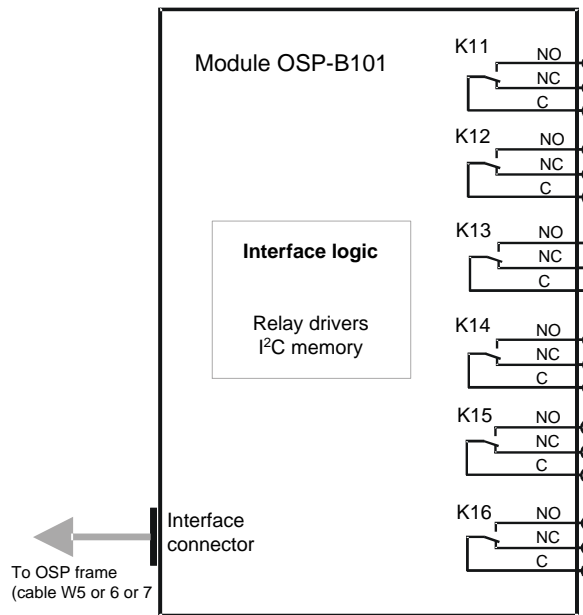 Module OSP-B101
K11
NO
NC
C
K12
NO
NC
C
K13
NO
NC
C
Interface logic
Relay drivers
I²C memory
K14
NO
NC
C
K15
NO
NC
C
K16
NO
NC
C
Interface
connector
To OSP frame
(cable W5 or 6 or 7